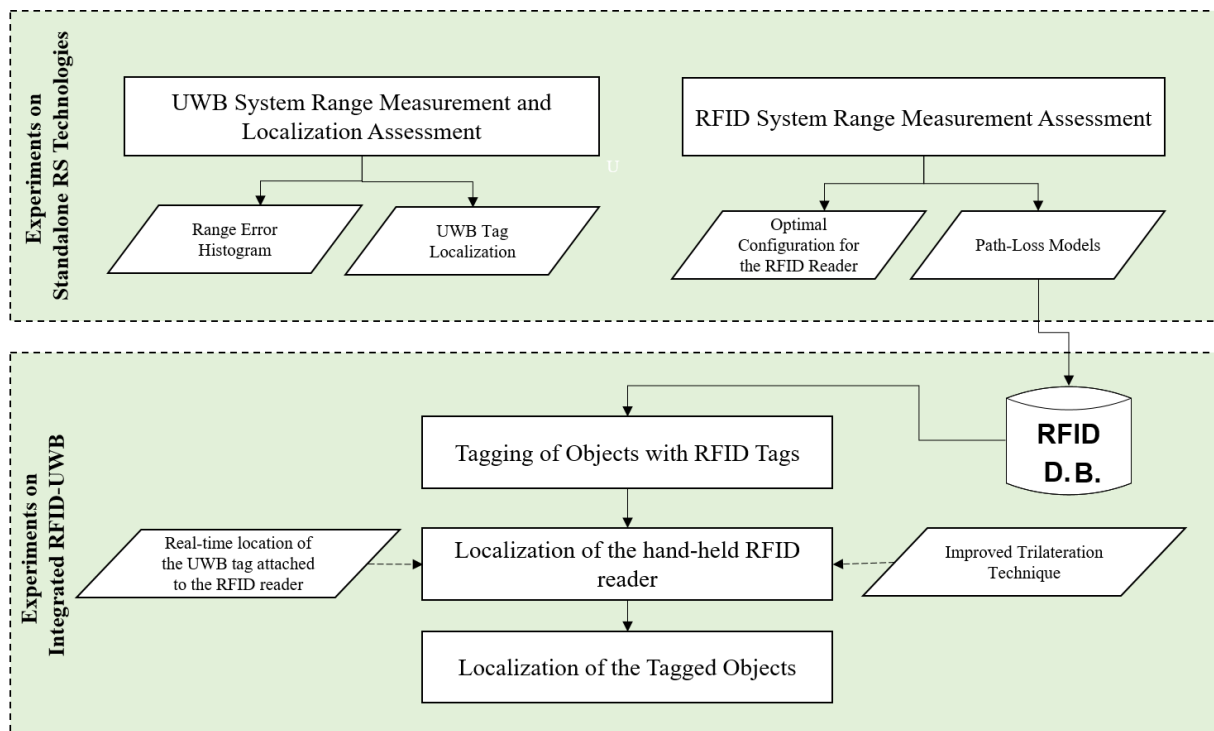 Experiments on
Standalone RS Technologies
UWB System Range Measurement and
Localization Assessment
RFID System Range Measurement Assessment
U
Range Error
Histogram
UWB Tag
Localization
Optimal
Configuration for
the RFID Reader
Path-Loss Models
Experiments on
Integrated RFID-UWB
RFID
D.B.
Tagging of Objects with RFID Tags
Real-time location of
the UWB tag attached
to the RFID reader
Localization of the hand-held RFID
reader
Improved Trilateration
Technique
Localization of the Tagged Objects